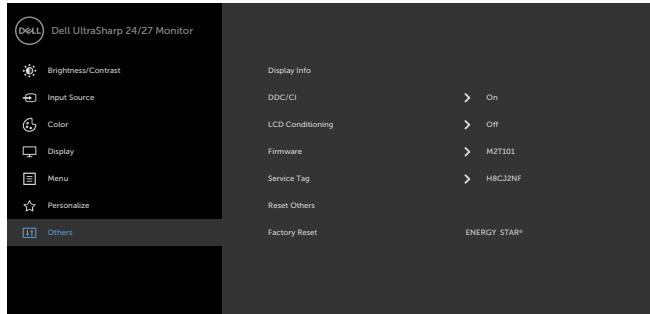 DELL Dell UltraSharp 24/27 Monitor
Brightness/Contrast
Display Info
Input Source
DDC/CI
On
Color
LCD Conditioning
Off
Display
Firmware
M2T101
Menu
Service Tag
H8CJ2NF
Personalize
Reset Others
Others
Factory Reset
ENERGY STAR®